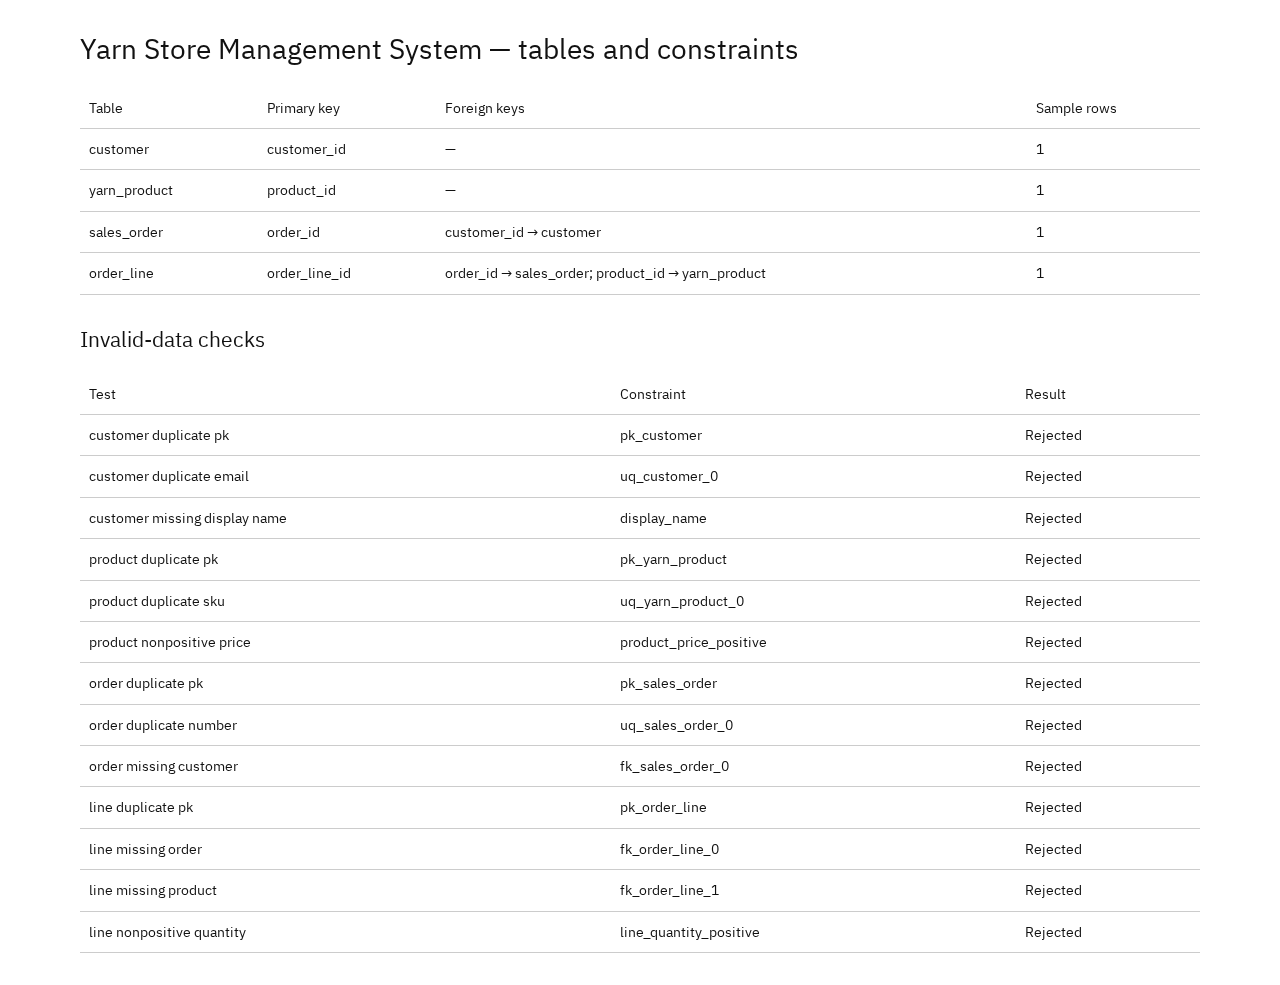 Yarn Store Management System — tables and constraints
Table Primary key Foreign keys Sample rows
customer customer_id — 1
yarn_product product_id — 1
sales_order order_id customer_id → customer 1
order_line order_line_id order_id → sales_order; product_id → yarn_product 1
Invalid-data checks
Test Constraint Result
customer duplicate pk pk_customer Rejected
customer duplicate email uq_customer_0 Rejected
customer missing display name display_name Rejected
product duplicate pk pk_yarn_product Rejected
product duplicate sku uq_yarn_product_0 Rejected
product nonpositive price product_price_positive Rejected
order duplicate pk pk_sales_order Rejected
order duplicate number uq_sales_order_0 Rejected
order missing customer fk_sales_order_0 Rejected
line duplicate pk pk_order_line Rejected
line missing order fk_order_line_0 Rejected
line missing product fk_order_line_1 Rejected
line nonpositive quantity line_quantity_positive Rejected